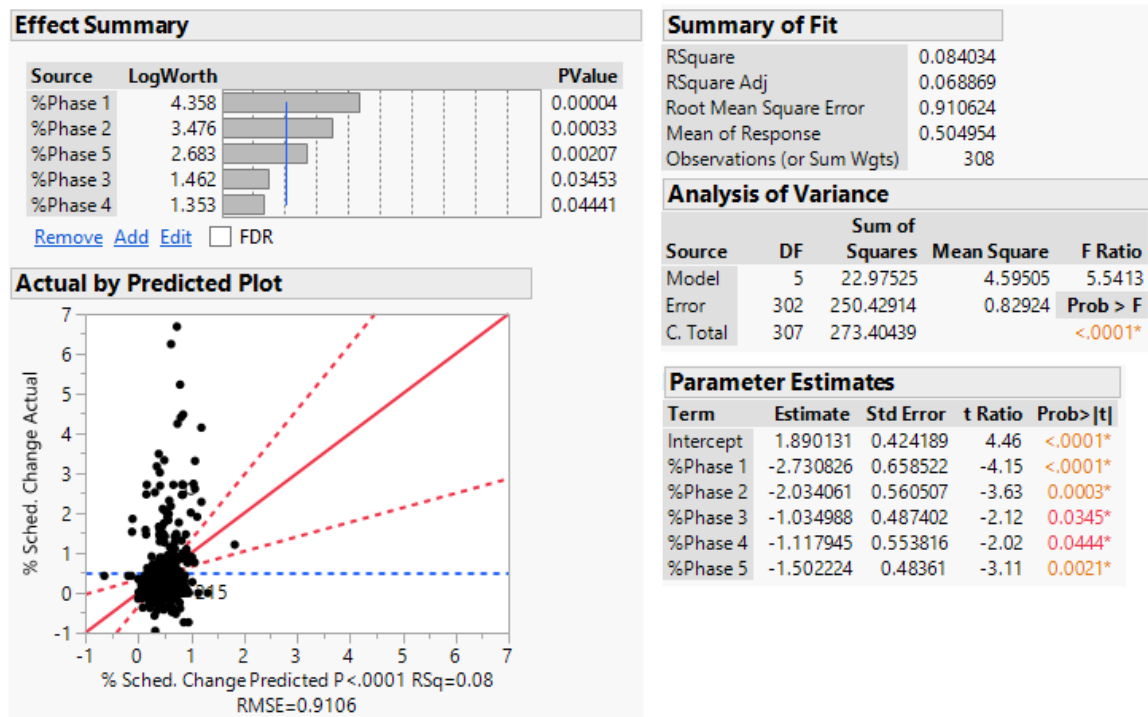 Effect Summary
Source LogWorth PValue
%Phase 1 4.358 0.00004
%Phase 2 3.476 0.00033
%Phase 5 2.683 0.00207
%Phase 3 1.462 0.03453
%Phase 4 1.353 0.04441
Remove Add Edit FDR
Actual by Predicted Plot
% Sched. Change Actual
7
6
5
4
3
2
1
0
-1
215
-1 0 1 2 3 4 5 6 7
% Sched. Change Predicted P<.0001 RSq=0.08
RMSE=0.9106
Summary of Fit
RSquare 0.084034
RSquare Adj 0.068869
Root Mean Square Error 0.910624
Mean of Response 0.504954
Observations (or Sum Wgts) 308
Analysis of Variance
Sum of
Source DF Squares Mean Square F Ratio
Model 5 22.97525 4.59505 5.5413
Error 302 250.42914 0.82924 Prob > F
C. Total 307 273.40439 <.0001*
Parameter Estimates
Term Estimate Std Error t Ratio Prob>|t|
Intercept 1.890131 0.424189 4.46 <.0001*
%Phase 1 -2.730826 0.658522 -4.15 <.0001*
%Phase 2 -2.034061 0.560507 -3.63 0.0003*
%Phase 3 -1.034988 0.487402 -2.12 0.0345*
%Phase 4 -1.117945 0.553816 -2.02 0.0444*
%Phase 5 -1.502224 0.48361 -3.11 0.0021*